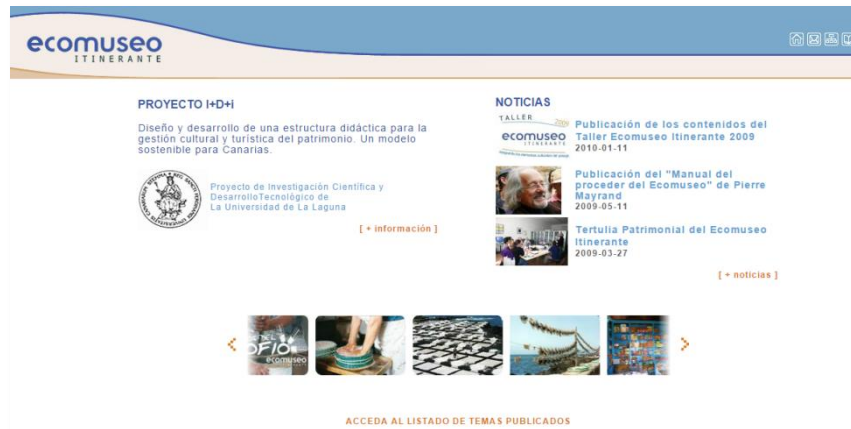 ecomuseo
ITINERANTE
PROYECTO I+D+i
Diseño y desarrollo de una estructura didáctica para la
gestión cultural y turística del patrimonio. Un modelo
sostenible para Canarias.
Proyecto de Investigación Científica y
DesarrolloTecnológico de
La Universidad de La Laguna
[ + información ]
NOTICIAS
TALLER 2009
ecomuseo
ITINERANTE
Publicación de los contenidos del
Taller Ecomuseo Itinerante 2009
2010-01-11
Publicación del "Manual del
proceder del Ecomuseo" de Pierre
Mayrand
2009-05-11
Tertulia Patrimonial del Ecomuseo
Itinerante
2009-03-27
[ + noticias ]
OFIO
ecomuseo
ACCEDA AL LISTADO DE TEMAS PUBLICADOS